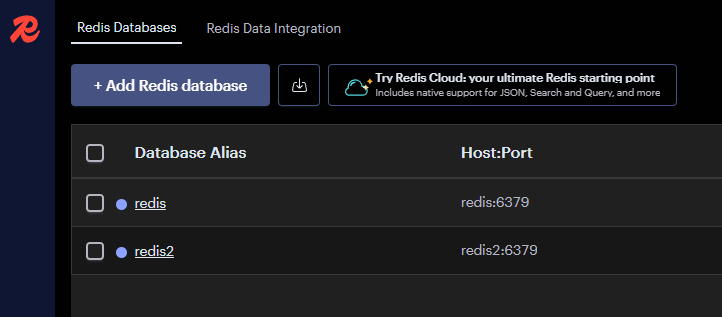 Redis Databases
Redis Data Integration
+ Add Redis database
Try Redis Cloud: your ultimate Redis starting point
Includes native support for JSON, Search and Query, and more
Database Alias
Host:Port
redis
redis:6379
redis2
redis2:6379